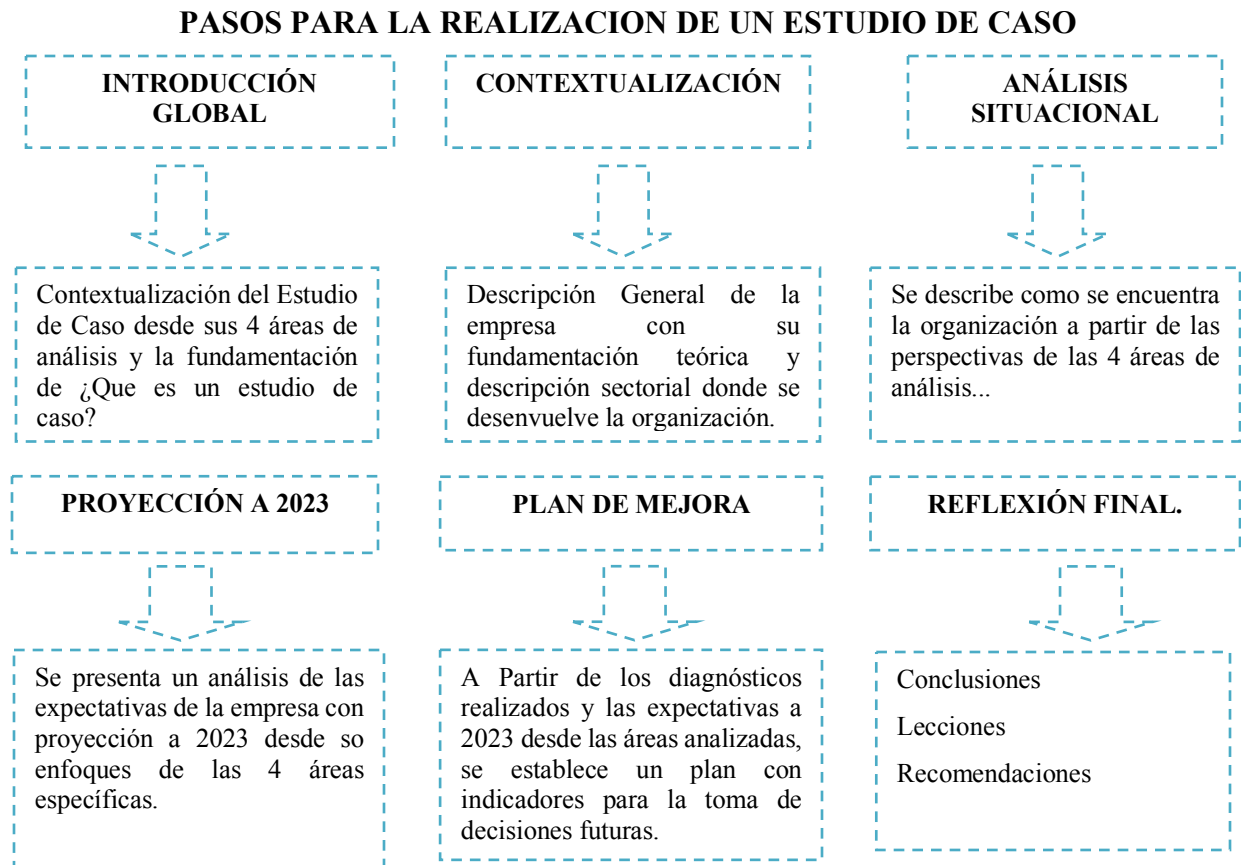 PASOS PARA LA REALIZACION DE UN ESTUDIO DE CASO
INTRODUCCIÓN
GLOBAL
CONTEXTUALIZACIÓN
ANÁLISIS
SITUACIONAL
Contextualización del Estudio
de Caso desde sus 4 áreas de
análisis y la fundamentación
de ¿Que es un estudio de
caso?
Descripción General de la
empresa con su
fundamentación teórica y
descripción sectorial donde se
desenvuelve la organización.
Se describe como se encuentra
la organización a partir de las
perspectivas de las 4 áreas de
análisis...
PROYECCIÓN A 2023
PLAN DE MEJORA
REFLEXIÓN FINAL.
Se presenta un análisis de las
expectativas de la empresa con
proyección a 2023 desde so
enfoques de las 4 áreas
específicas.
A Partir de los diagnósticos
realizados y las expectativas a
2023 desde las áreas analizadas,
se establece un plan con
indicadores para la toma de
decisiones futuras.
Conclusiones
Lecciones
Recomendaciones